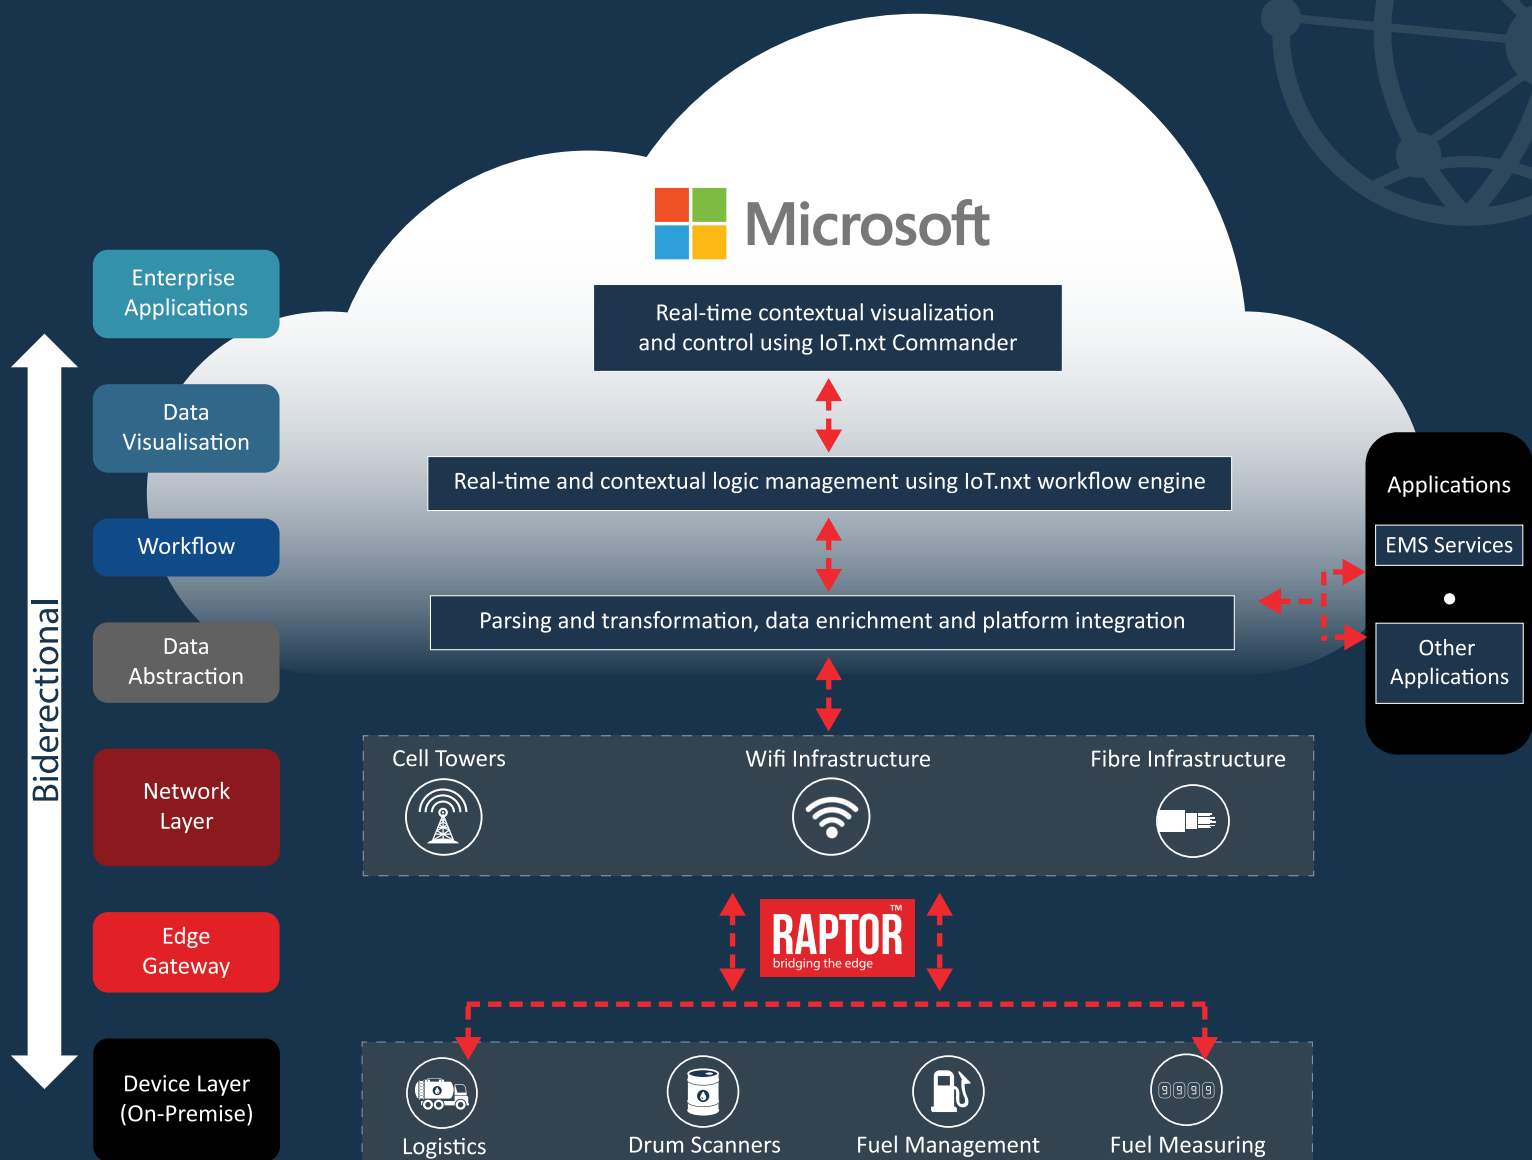 Microsoft
Enterprise
Applications
Real-time contextual visualization
and control using IoT.nxt Commander
Data
Visualisation
Real-time and contextual logic management using IoT.nxt workflow engine
Applications
EMS Services
Workflow
Parsing and transformation, data enrichment and platform integration
Other
Applications
Data
Abstraction
Biderectional
Cell Towers
Wifi Infrastructure
Fibre Infrastructure
Network
Layer
RAPTOR™
bridging the edge
Edge
Gateway
Device Layer
(On-Premise)
9999
Logistics
Drum Scanners
Fuel Management
Fuel Measuring